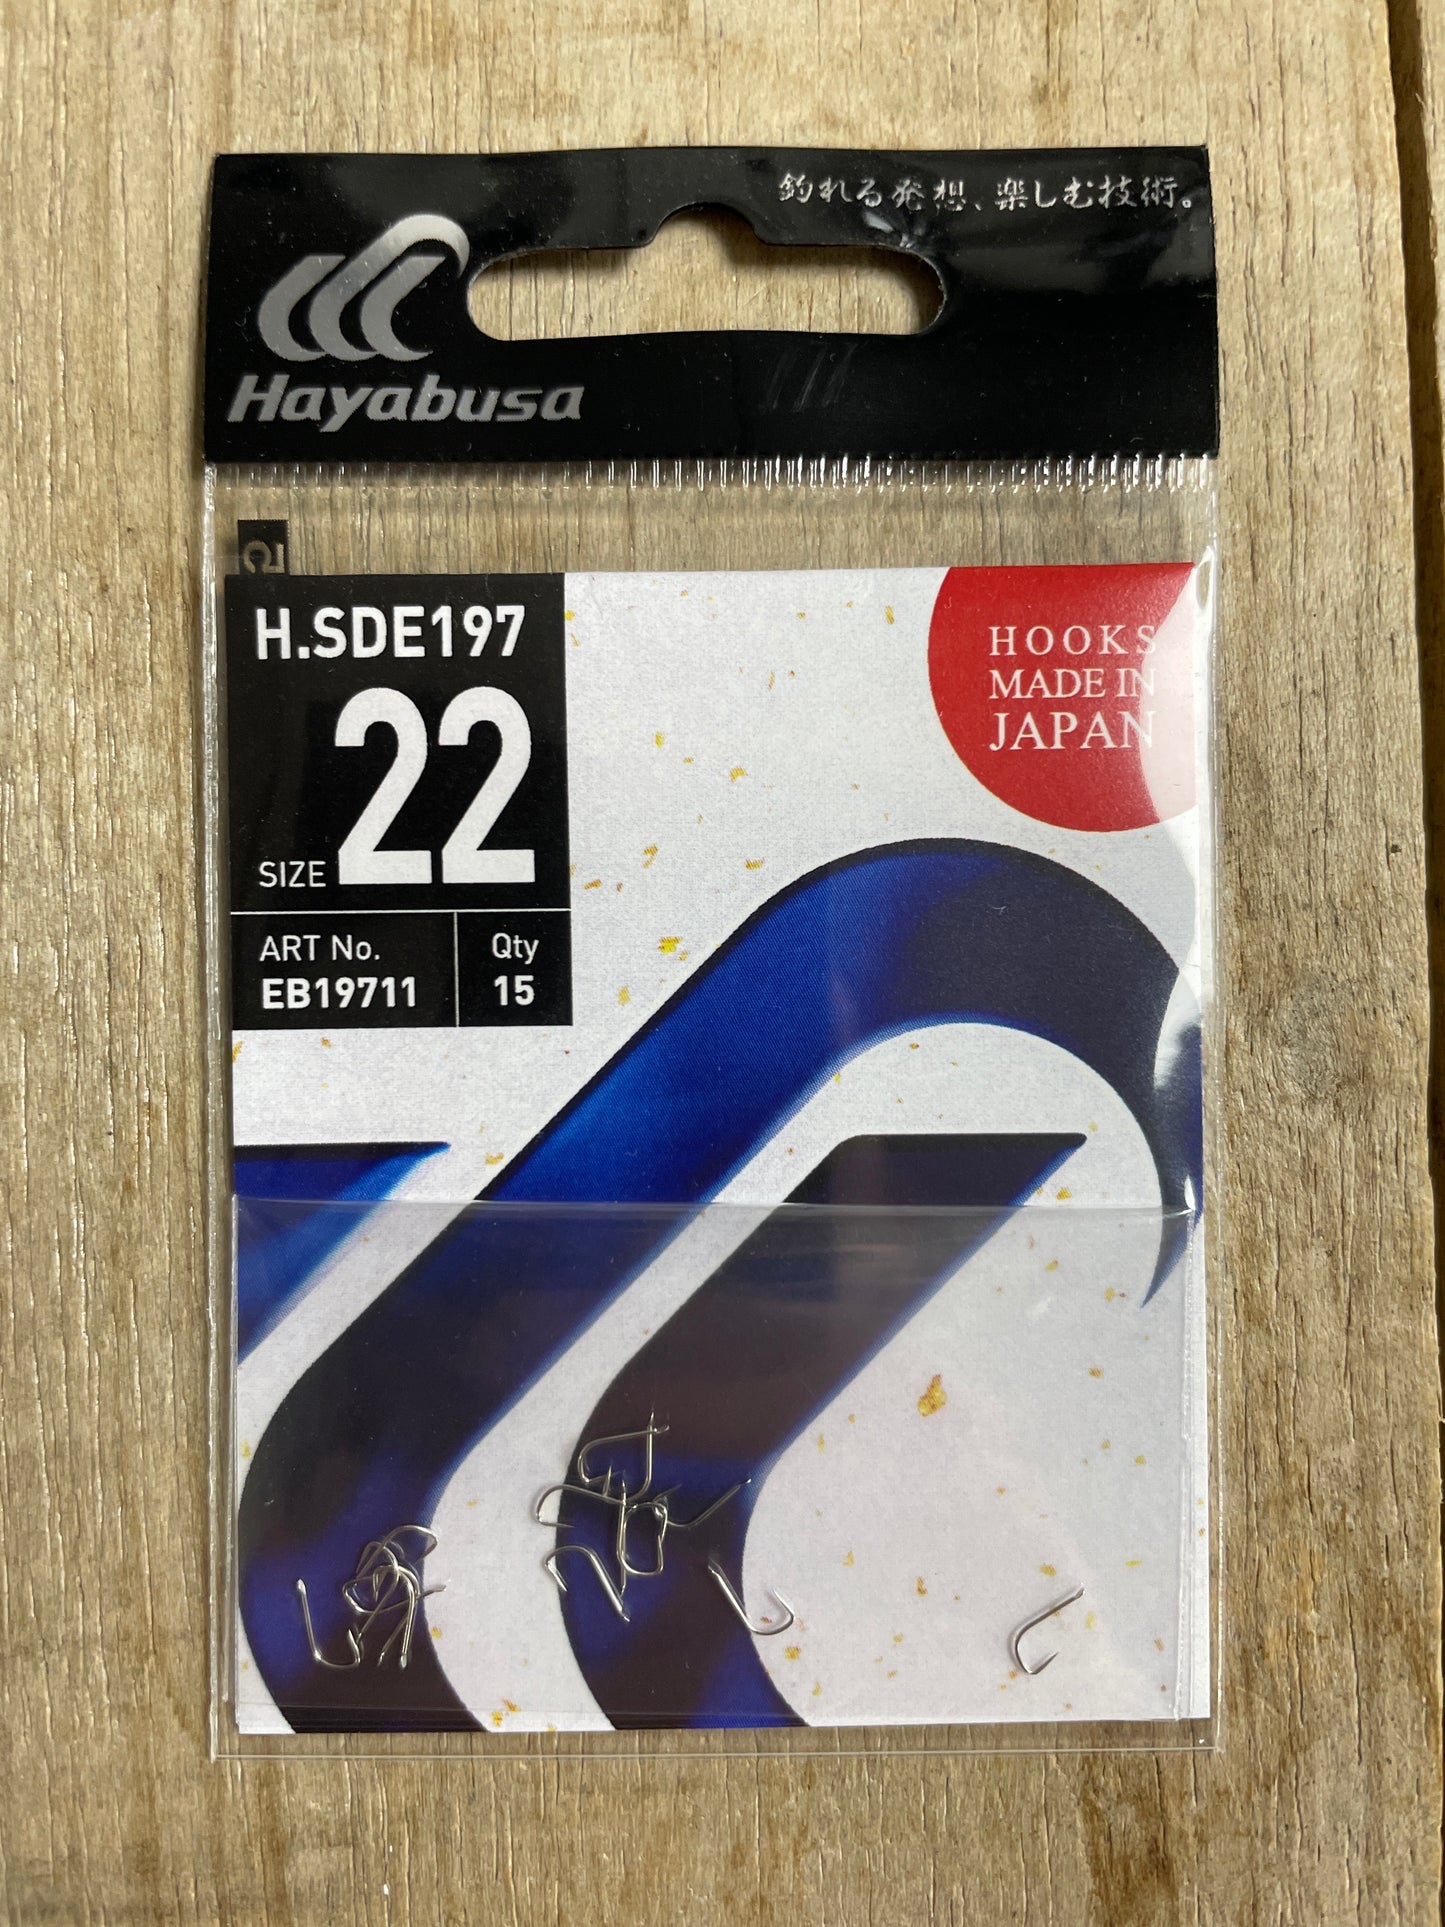 釣れる発想、楽しむ技術。
Hayabusa
H.SDE197
SIZE 22
ART No.
EB19711
Qty
15
HOOKS
MADE IN
JAPAN